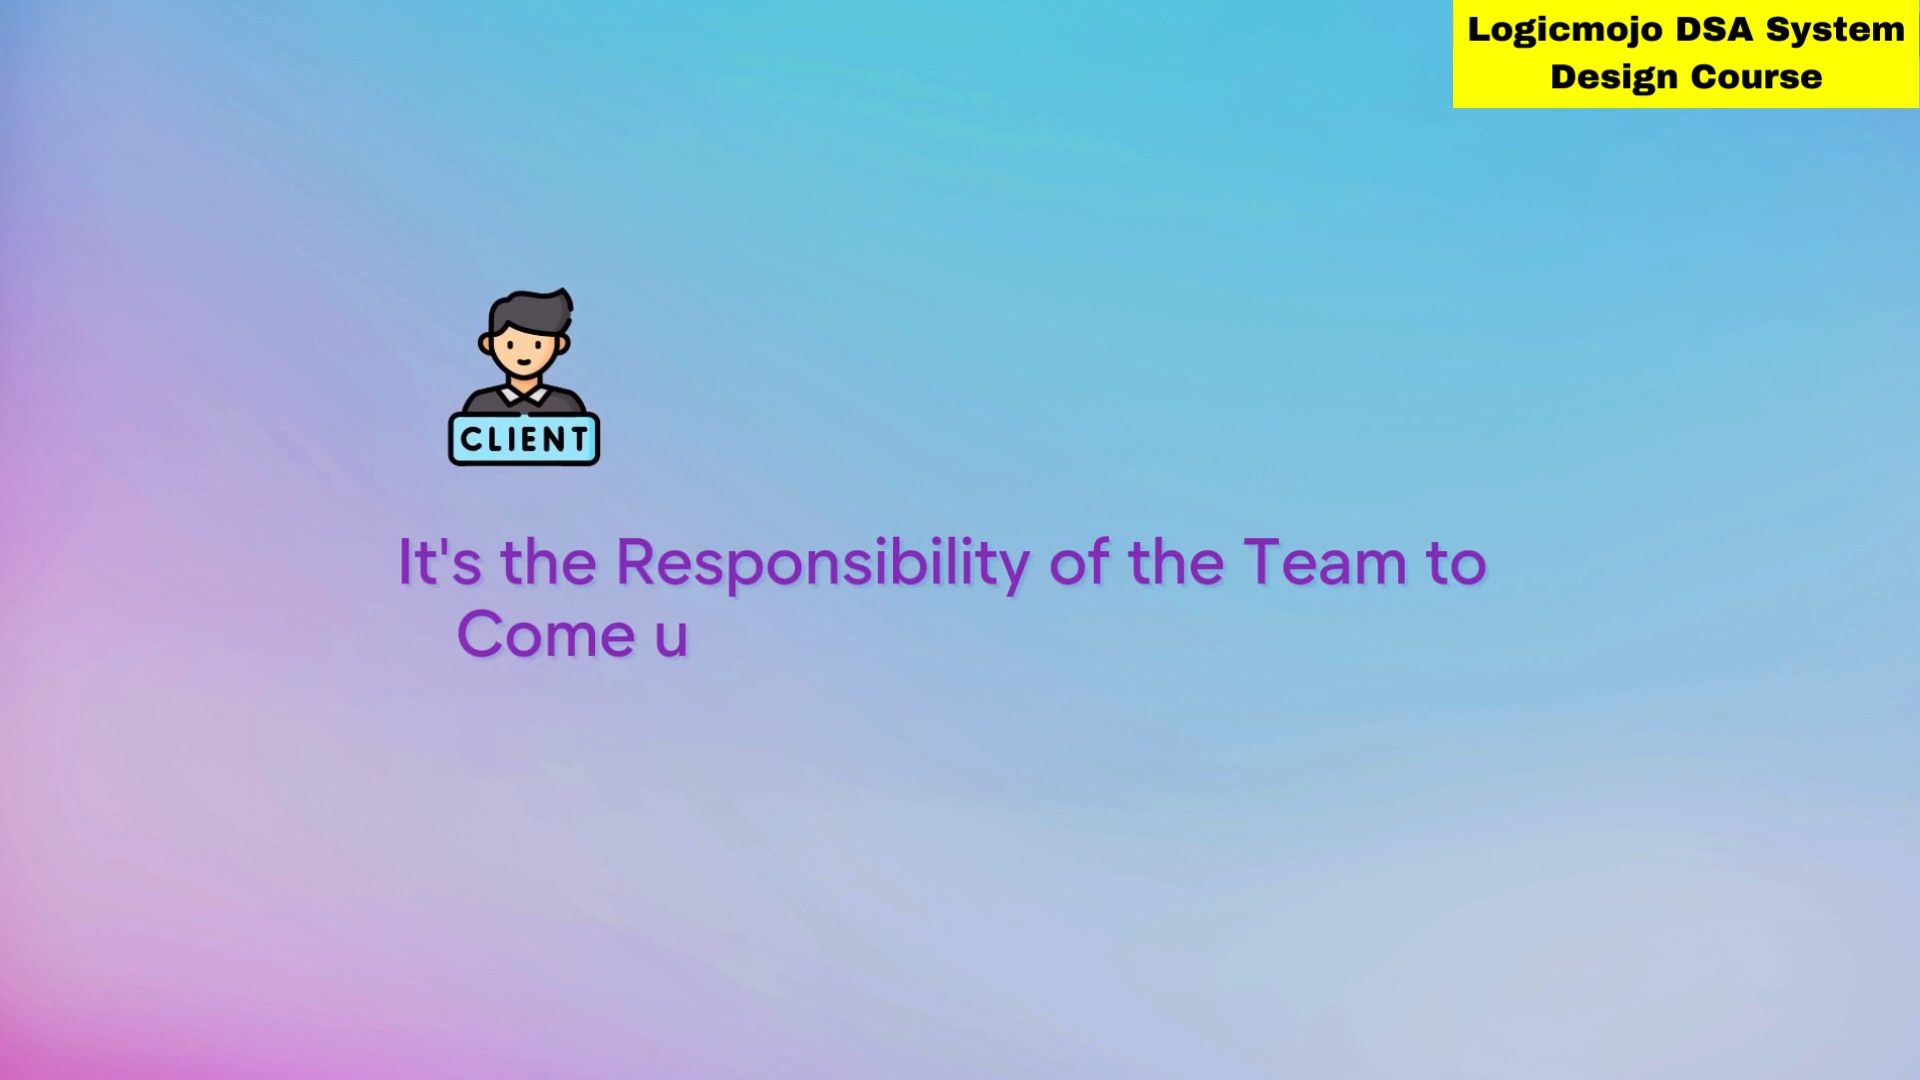 Logicmojo DSA System
Design Course
CLIENT
It's the Responsibility of the Team to
Come u